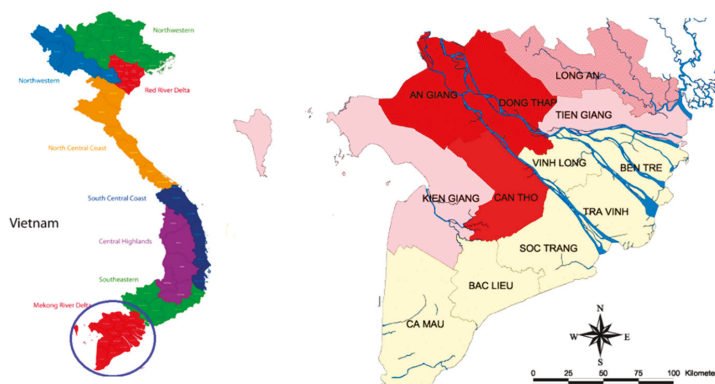 Northwestern
Northwestern
Red River Delta
North Central Coast
South Central Coast
Vietnam
Central Highlands
Southeastern
Mekong River Delta
LONG AN
AN GIANG
DONG THAP
TIEN GIANG
VINH LONG
BEN TRE
KIEN GIANG
CAN THO
TRA VINH
SOC TRANG
BAC LIEU
CA MAU
N
W E
S
0 25 50 75 100 Kilomete